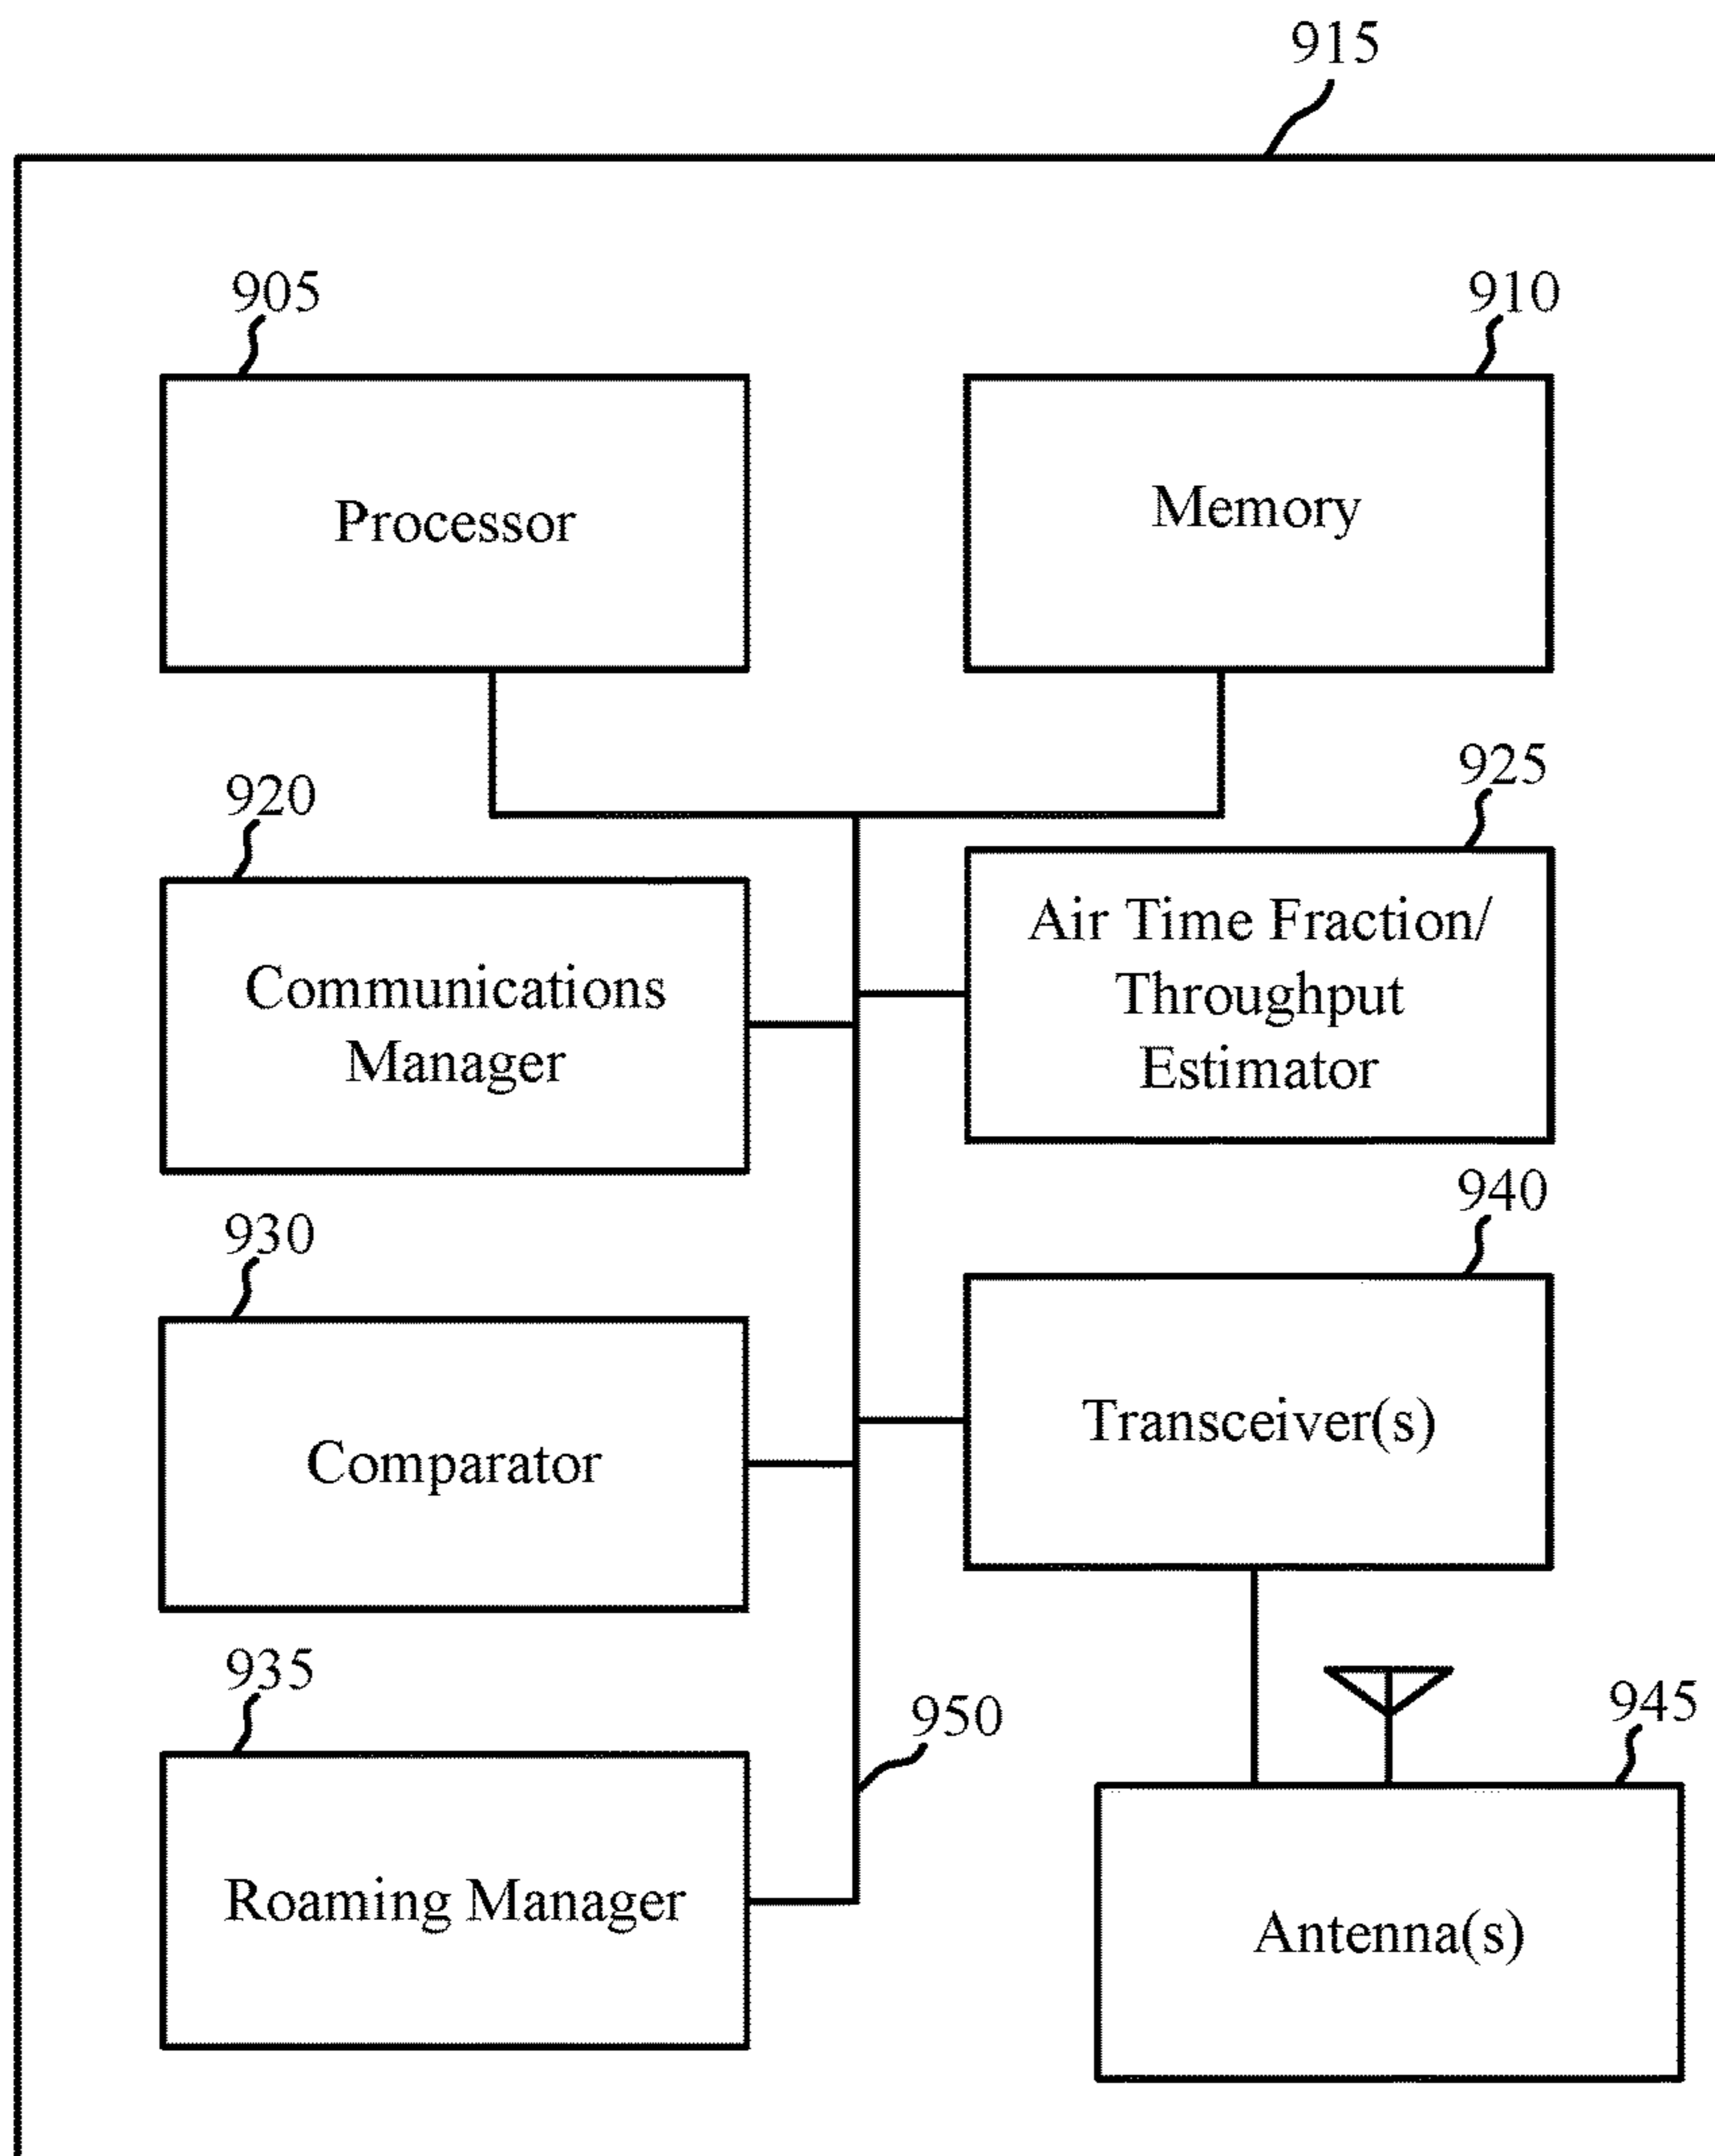 915
905
910
Processor
Memory
920
925
Communications
Manager
Air Time Fraction/
Throughput
Estimator
930
940
Comparator
Transceiver(s)
935
950
945
Roaming Manager
Antenna(s)